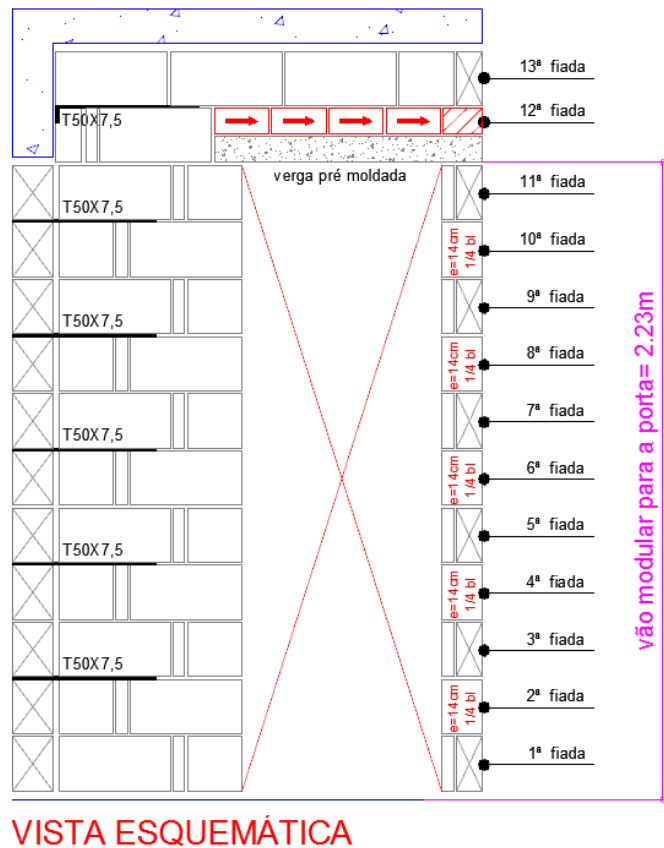 13ª fiada
T50X7,5
12ª fiada
verga pré moldada
11ª fiada
T50X7,5
e=14cm
1/4 bl
10ª fiada
9ª fiada
T50X7,5
e=14cm
1/4 bl
8ª fiada
7ª fiada
T50X7,5
e=14cm
1/4 bl
6ª fiada
5ª fiada
T50X7,5
e=14cm
1/4 bl
4ª fiada
3ª fiada
T50X7,5
e=14cm
1/4 bl
2ª fiada
1ª fiada
vão modular para a porta= 2.23m
VISTA ESQUEMÁTICA